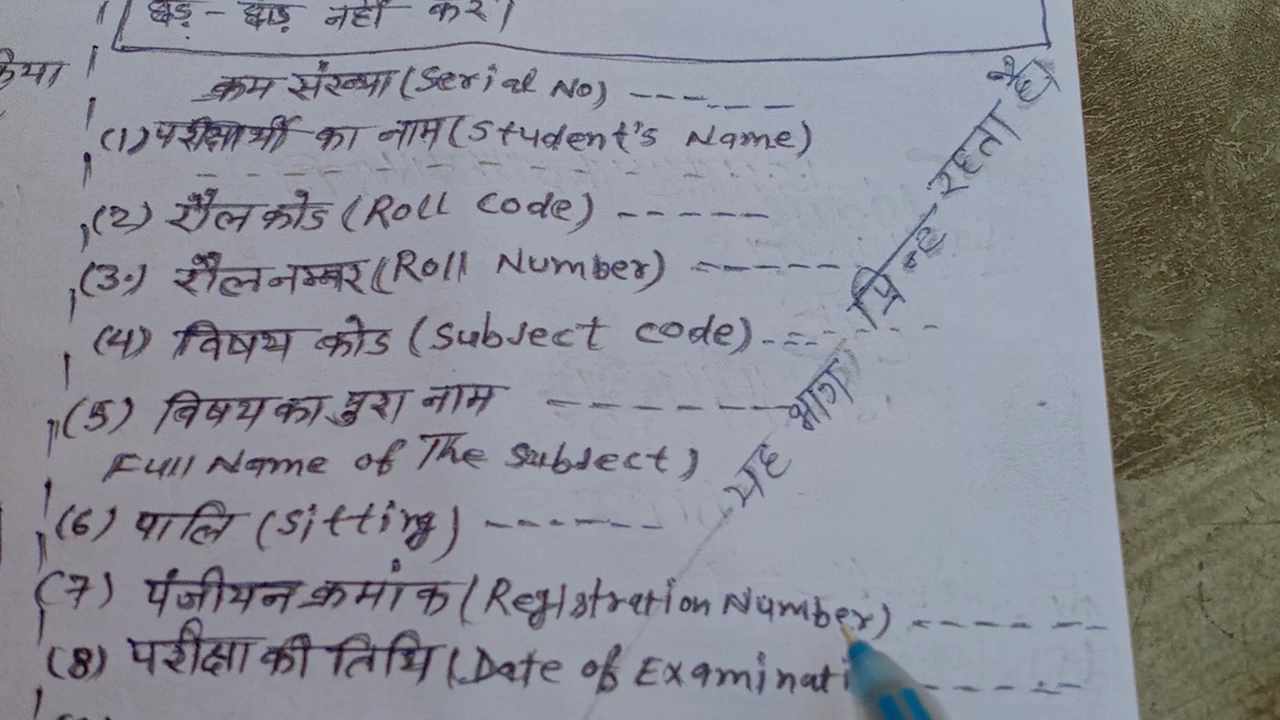 छेड़ - छाड़ नहीं करें।
क्रम संख्या (Serial No) ------
(1) परीक्षार्थी का नाम (Student's Name)
(2) रौल कोड (Roll Code) -----
(3.) रौल नम्बर (Roll Number) ------
(4) विषय कोड (Subject code) ------
(5) विषय का पुरा नाम -------
Full Name of The Subject)
(6) पालि (Sitting) ------
(7) पंजीयन क्रमांक (Registration Number) ------
(8) परीक्षा की तिथि (Date of Examinati -----
यह भाग प्रिन्ट रहता है।